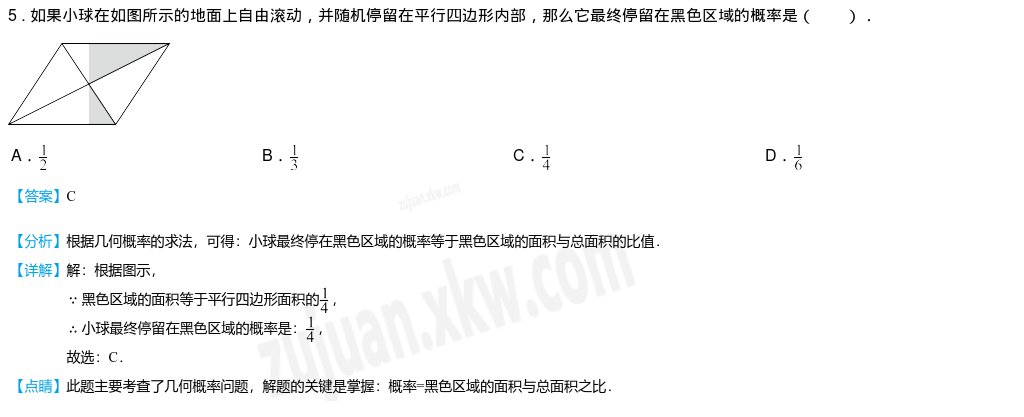 5．如果小球在如图所示的地面上自由滚动，并随机停留在平行四边形内部，那么它最终停留在黑色区域的概率是（　　）．
A．1/2　B．1/3　C．1/4　D．1/6
【答案】C
zujuan.xkw.com
【分析】根据几何概率的求法，可得：小球最终停在黑色区域的概率等于黑色区域的面积与总面积的比值．
【详解】解：根据图示，
∵黑色区域的面积等于平行四边形面积的1/4，
∴小球最终停留在黑色区域的概率是：1/4，
故选：C．
zujuan.xkw.com
【点睛】此题主要考查了几何概率问题，解题的关键是掌握：概率=黑色区域的面积与总面积之比．